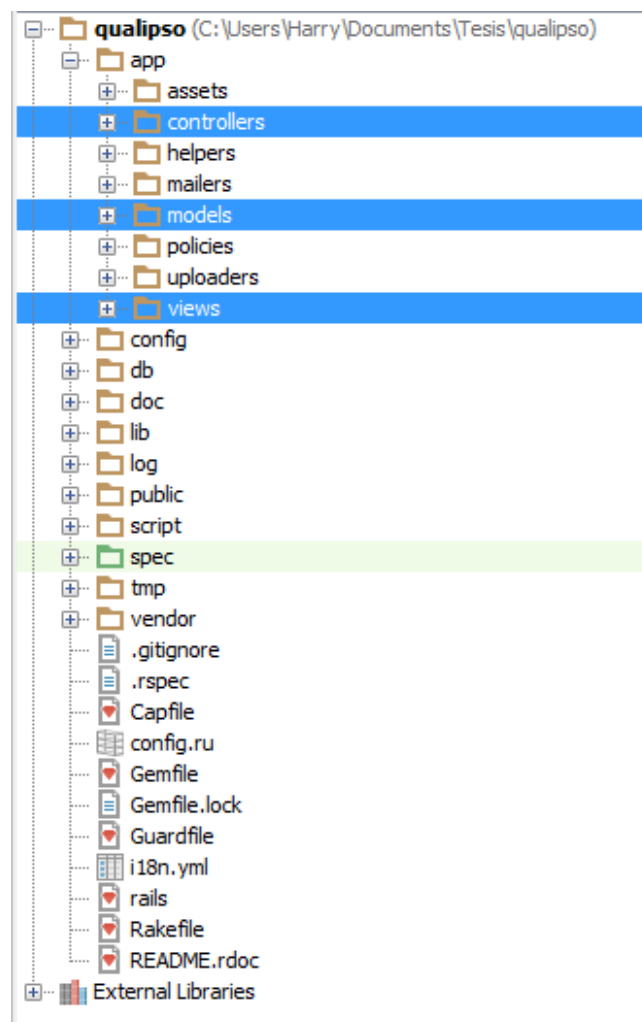 qualipso (C:\Users\Harry\Documents\Tesis\qualipso)
app
assets
controllers
helpers
mailers
models
policies
uploaders
views
config
db
doc
lib
log
public
script
spec
tmp
vendor
.gitignore
.rspec
Capfile
config.ru
Gemfile
Gemfile.lock
Guardfile
i18n.yml
rails
Rakefile
README.rdoc
External Libraries